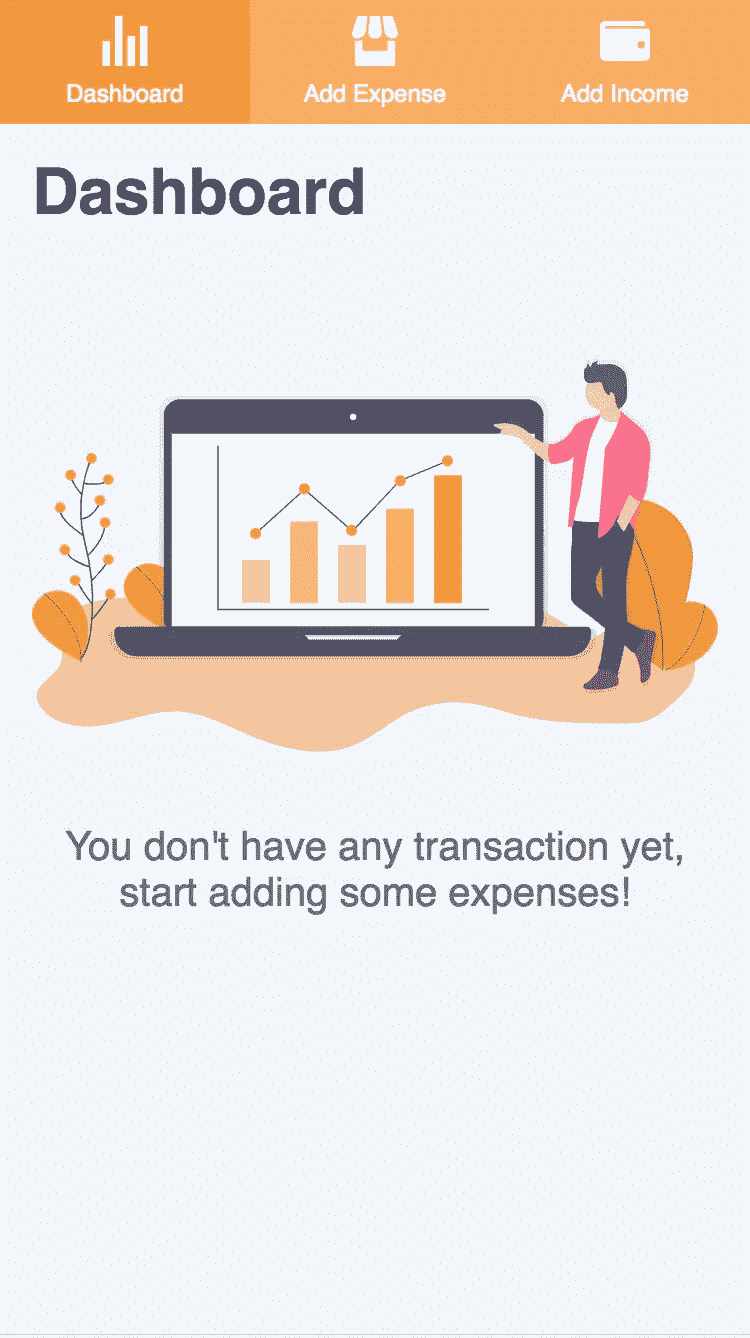 Dashboard
Add Expense
Add Income
Dashboard
You don't have any transaction yet,
start adding some expenses!